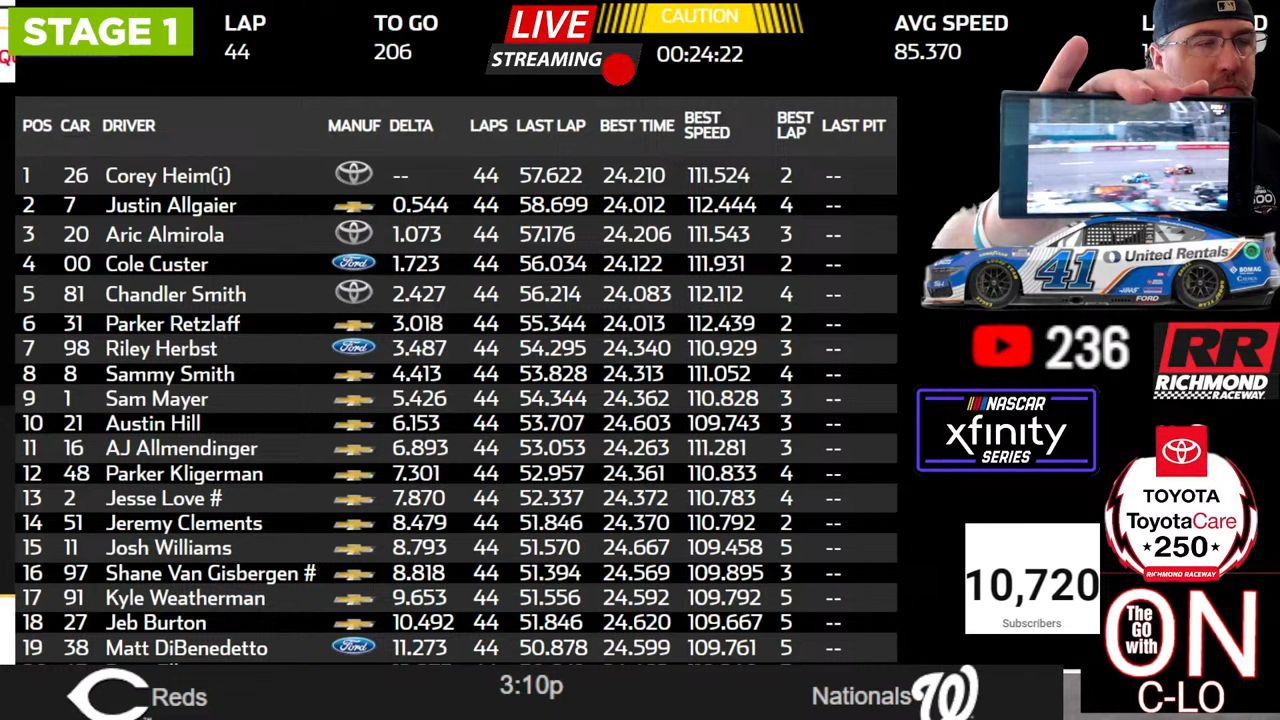 STAGE 1
LAP
44
TO GO
206
LIVE
STREAMING
CAUTION
00:24:22
AVG SPEED
85.370
POS CAR DRIVER MANUF DELTA LAPS LAST LAP BEST TIME BEST SPEED BEST LAP LAST PIT
1 26 Corey Heim(i) -- 44 57.622 24.210 111.524 2 --
2 7 Justin Allgaier 0.544 44 58.699 24.012 112.444 4 --
3 20 Aric Almirola 1.073 44 57.176 24.206 111.543 3 --
4 00 Cole Custer Ford 1.723 44 56.034 24.122 111.931 2 --
5 81 Chandler Smith 2.427 44 56.214 24.083 112.112 4 --
6 31 Parker Retzlaff 3.018 44 55.344 24.013 112.439 2 --
7 98 Riley Herbst Ford 3.487 44 54.295 24.340 110.929 3 --
8 8 Sammy Smith 4.413 44 53.828 24.313 111.052 4 --
9 1 Sam Mayer 5.426 44 54.344 24.362 110.828 3 --
10 21 Austin Hill 6.153 44 53.707 24.603 109.743 3 --
11 16 AJ Allmendinger 6.893 44 53.053 24.263 111.281 3 --
12 48 Parker Kligerman 7.301 44 52.957 24.361 110.833 4 --
13 2 Jesse Love # 7.870 44 52.337 24.372 110.783 4 --
14 51 Jeremy Clements 8.479 44 51.846 24.370 110.792 2 --
15 11 Josh Williams 8.793 44 51.570 24.667 109.458 5 --
16 97 Shane Van Gisbergen # 8.818 44 51.394 24.569 109.895 3 --
17 91 Kyle Weatherman 9.653 44 51.556 24.592 109.792 5 --
18 27 Jeb Burton 10.492 44 51.846 24.620 109.667 5 --
19 38 Matt DiBenedetto Ford 11.273 44 50.878 24.599 109.761 5 --
United Rentals
41
BOMAG
FORD
236
RR
RICHMOND
RACEWAY
NASCAR
xfinity
SERIES
TOYOTA
ToyotaCare
250
RICHMOND RACEWAY
10,720
Subscribers
The GO with
ON
C-LO
Reds
3:10p
Nationals
W